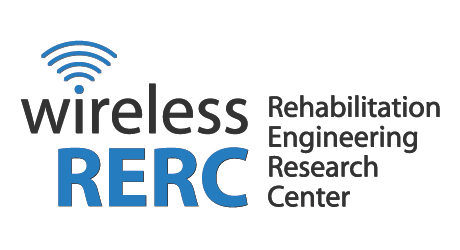 wireless
RERC
Rehabilitation
Engineering
Research
Center